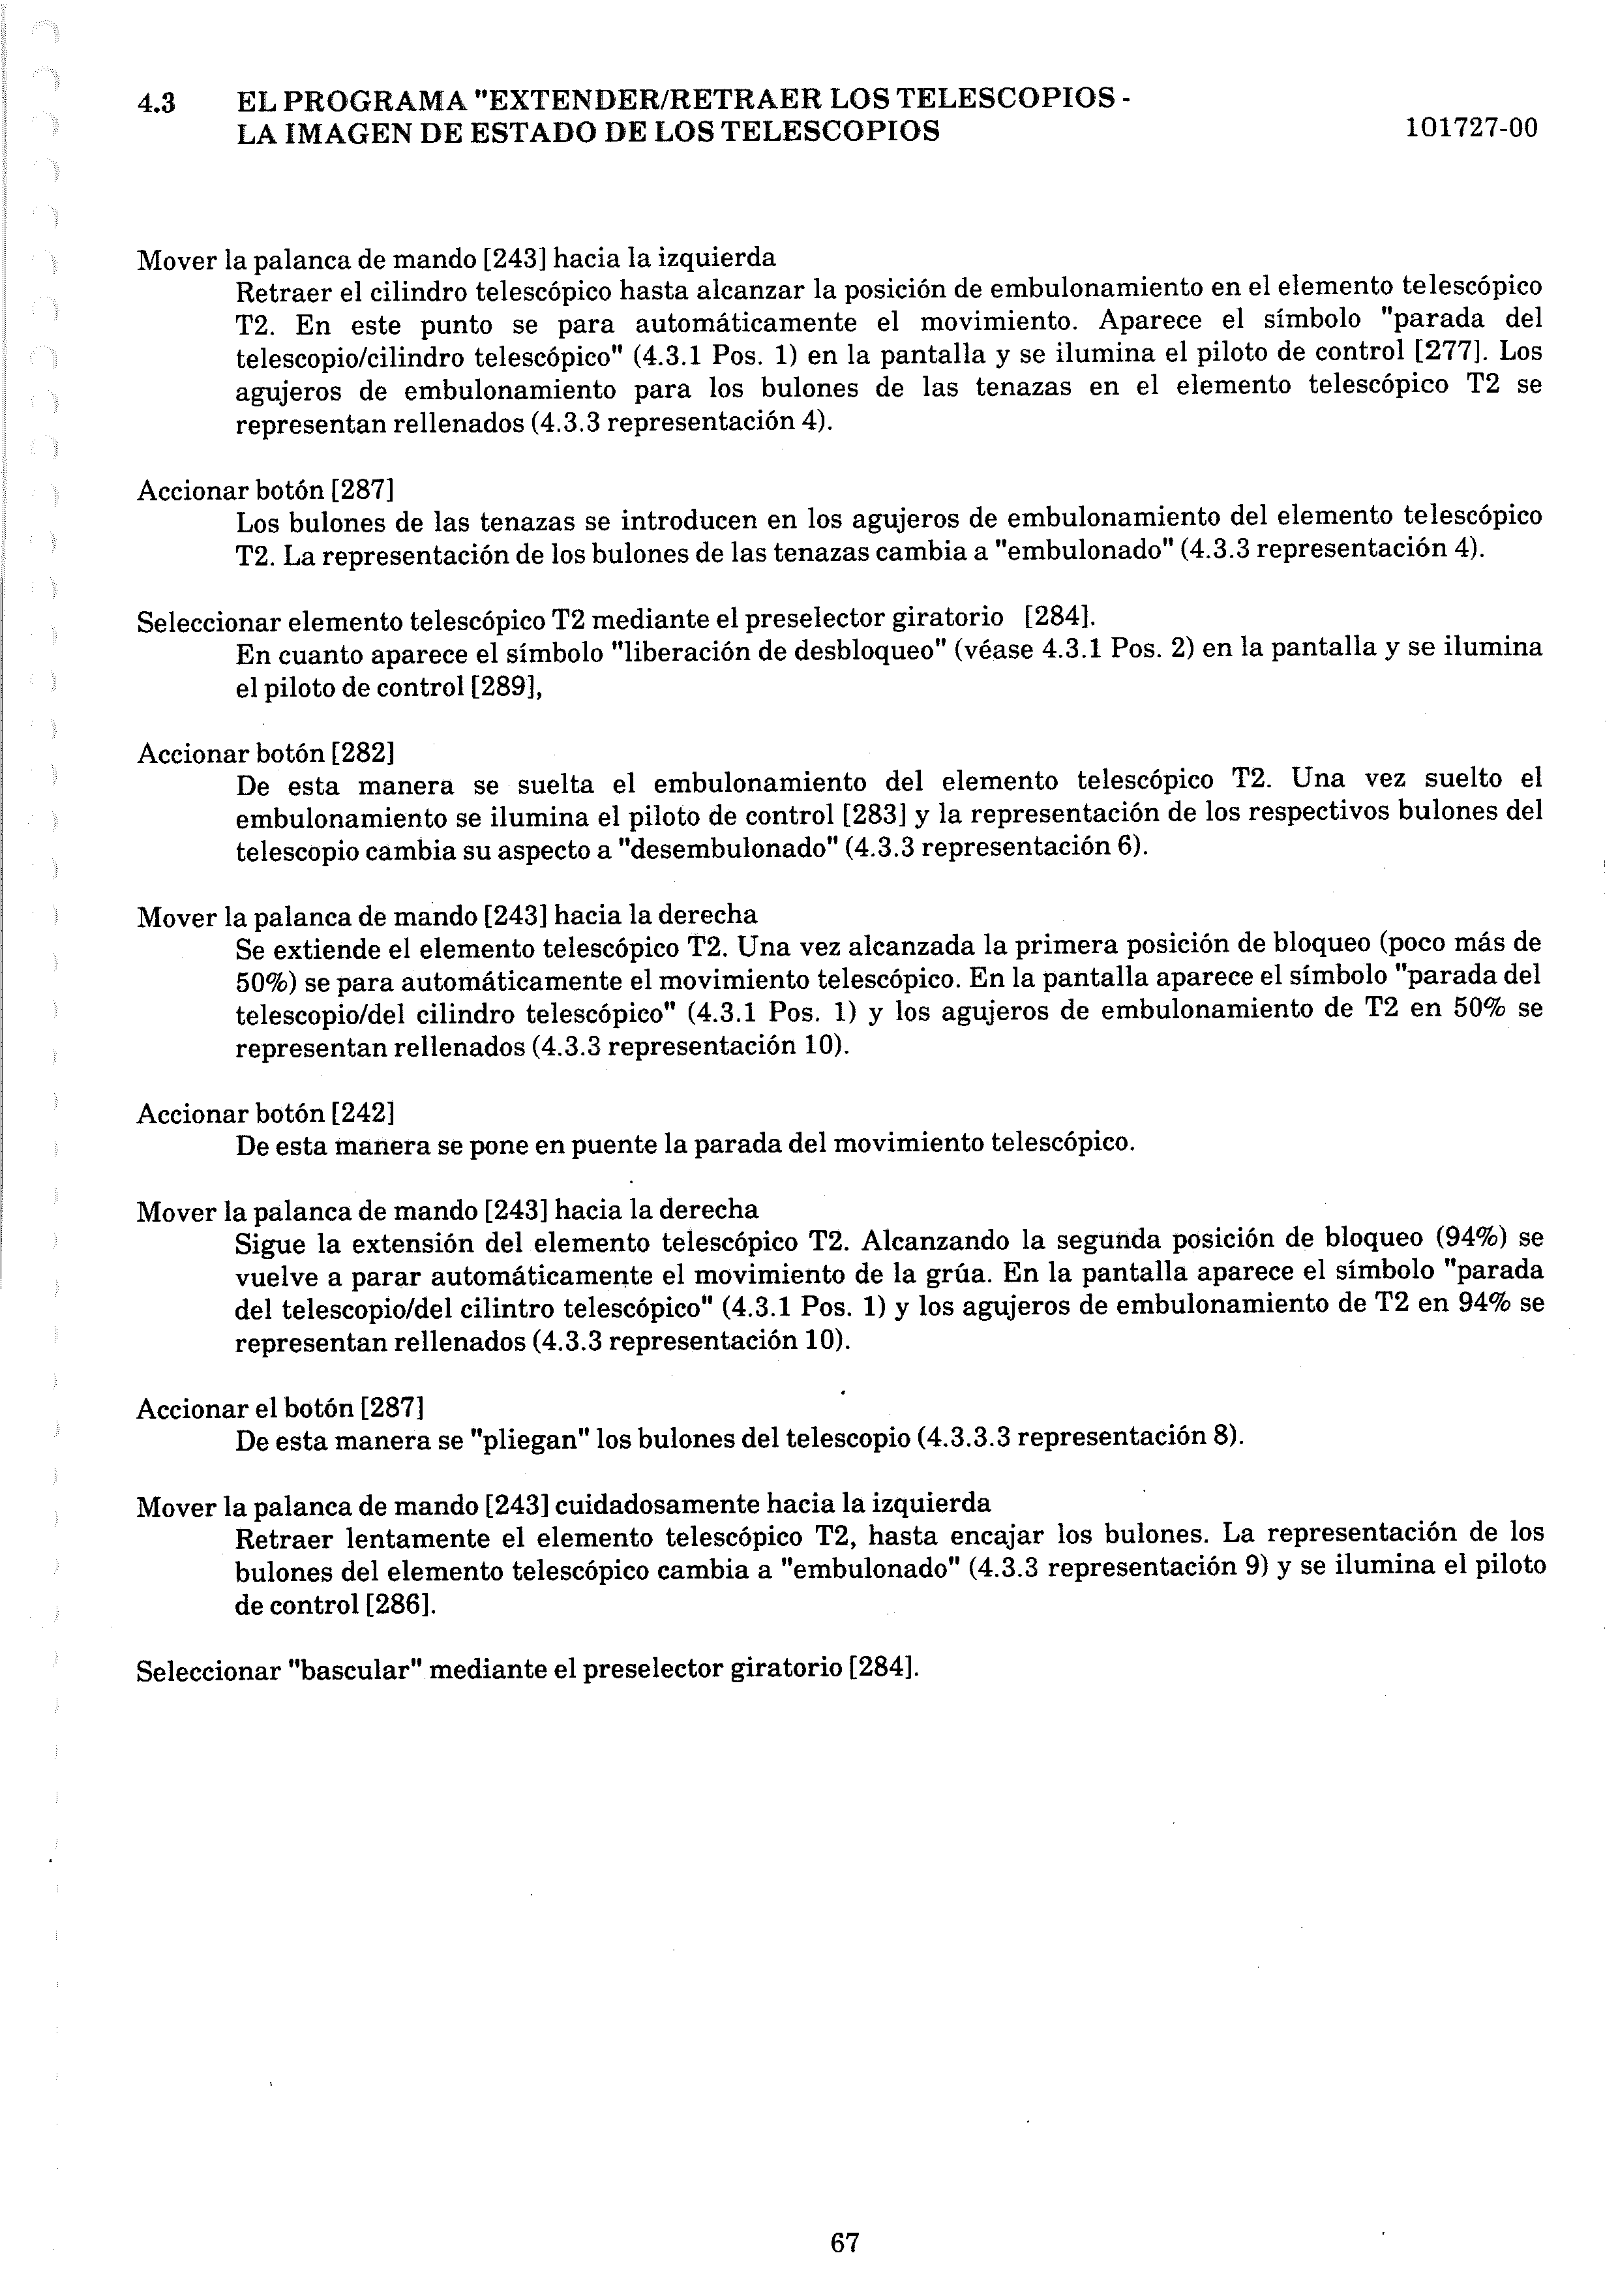 4.3 EL PROGRAMA "EXTENDER/RETRAER LOS TELESCOPIOS -
LA IMAGEN DE ESTADO DE LOS TELESCOPIOS
101727-00
Mover la palanca de mando [243] hacia la izquierda
Retraer el cilindro telescópico hasta alcanzar la posición de embulonamiento en el elemento telescópico
T2. En este punto se para automáticamente el movimiento. Aparece el símbolo "parada del
telescopio/cilindro telescópico" (4.3.1 Pos. 1) en la pantalla y se ilumina el piloto de control [277]. Los
agujeros de embulonamiento para los bulones de las tenazas en el elemento telescópico T2 se
representan rellenados (4.3.3 representación 4).
Accionar botón [287]
Los bulones de las tenazas se introducen en los agujeros de embulonamiento del elemento telescópico
T2. La representación de los bulones de las tenazas cambia a "embulonado" (4.3.3 representación 4).
Seleccionar elemento telescópico T2 mediante el preselector giratorio [284].
En cuanto aparece el símbolo "liberación de desbloqueo" (véase 4.3.1 Pos. 2) en la pantalla y se ilumina
el piloto de control [289],
Accionar botón [282]
De esta manera se suelta el embulonamiento del elemento telescópico T2. Una vez suelto el
embulonamiento se ilumina el piloto de control [283] y la representación de los respectivos bulones del
telescopio cambia su aspecto a "desembulonado" (4.3.3 representación 6).
Mover la palanca de mando [243] hacia la derecha
Se extiende el elemento telescópico T2. Una vez alcanzada la primera posición de bloqueo (poco más de
50%) se para automáticamente el movimiento telescópico. En la pantalla aparece el símbolo "parada del
telescopio/del cilindro telescópico" (4.3.1 Pos. 1) y los agujeros de embulonamiento de T2 en 50% se
representan rellenados (4.3.3 representación 10).
Accionar botón [242]
De esta manera se pone en puente la parada del movimiento telescópico.
Mover la palanca de mando [243] hacia la derecha
Sigue la extensión del elemento telescópico T2. Alcanzando la segunda posición de bloqueo (94%) se
vuelve a parar automáticamente el movimiento de la grúa. En la pantalla aparece el símbolo "parada
del telescopio/del cilintro telescópico" (4.3.1 Pos. 1) y los agujeros de embulonamiento de T2 en 94% se
representan rellenados (4.3.3 representación 10).
Accionar el botón [287]
De esta manera se "pliegan" los bulones del telescopio (4.3.3.3 representación 8).
Mover la palanca de mando [243] cuidadosamente hacia la izquierda
Retraer lentamente el elemento telescópico T2, hasta encajar los bulones. La representación de los
bulones del elemento telescópico cambia a "embulonado" (4.3.3 representación 9) y se ilumina el piloto
de control [286].
Seleccionar "bascular" mediante el preselector giratorio [284].
67